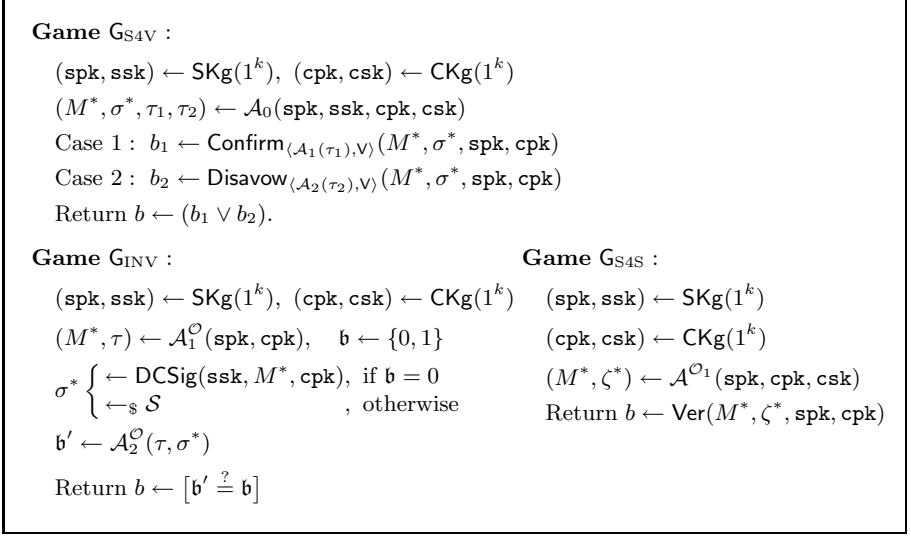 Game G_S4V :
(spk, ssk) ← SKg(1^k), (cpk, csk) ← CKg(1^k)
(M*, σ*, τ₁, τ₂) ← 𝒜₀(spk, ssk, cpk, csk)
Case 1 : b₁ ← Confirm_⟨𝒜₁(τ₁),V⟩(M*, σ*, spk, cpk)
Case 2 : b₂ ← Disavow_⟨𝒜₂(τ₂),V⟩(M*, σ*, spk, cpk)
Return b ← (b₁ ∨ b₂).
Game G_INV :
(spk, ssk) ← SKg(1^k), (cpk, csk) ← CKg(1^k)
(M*, τ) ← 𝒜₁^𝒪(spk, cpk), 𝔟 ← {0, 1}
σ* { ← DCSig(ssk, M*, cpk), if 𝔟 = 0
←_$ 𝒮 , otherwise
𝔟′ ← 𝒜₂^𝒪(τ, σ*)
Return b ← [𝔟′ ≟ 𝔟]
Game G_S4S :
(spk, ssk) ← SKg(1^k)
(cpk, csk) ← CKg(1^k)
(M*, ζ*) ← 𝒜^𝒪₁(spk, cpk, csk)
Return b ← Ver(M*, ζ*, spk, cpk)